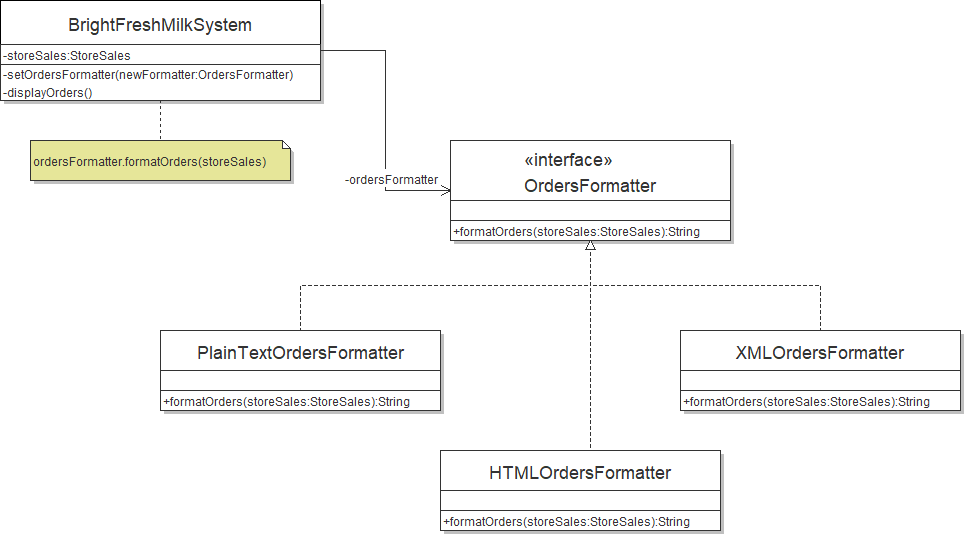 BrightFreshMilkSystem
-storeSales:StoreSales
-setOrdersFormatter(newFormatter:OrdersFormatter)
-displayOrders()
ordersFormatter.formatOrders(storeSales)
-ordersFormatter
«interface»
OrdersFormatter
+formatOrders(storeSales:StoreSales):String
PlainTextOrdersFormatter
+formatOrders(storeSales:StoreSales):String
XMLOrdersFormatter
+formatOrders(storeSales:StoreSales):String
HTMLOrdersFormatter
+formatOrders(storeSales:StoreSales):String